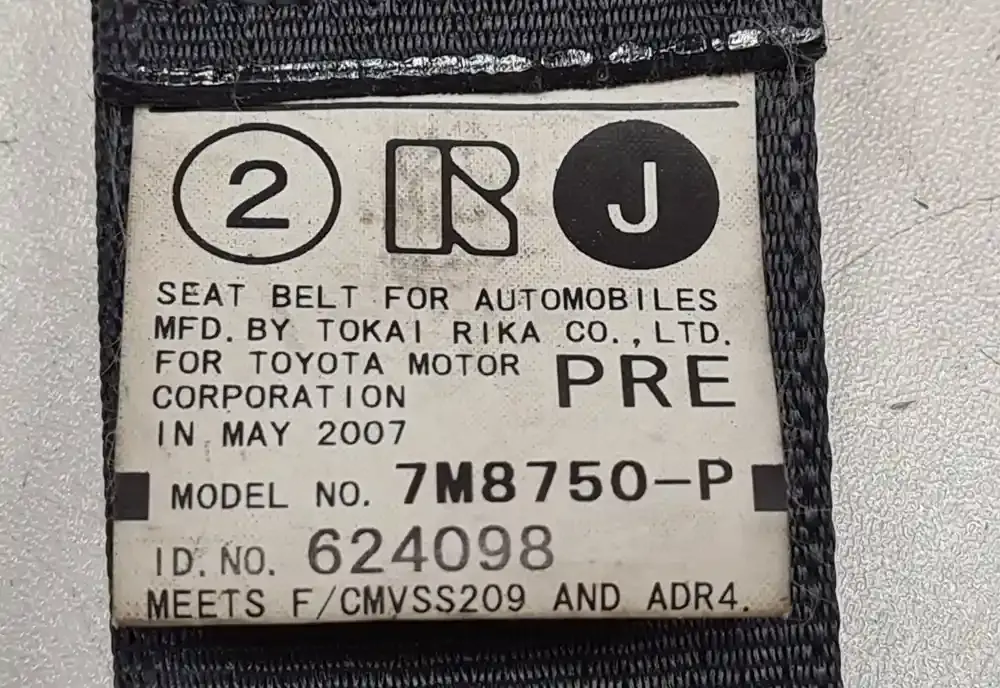 2 R J
SEAT BELT FOR AUTOMOBILES
MFD. BY TOKAI RIKA CO., LTD.
FOR TOYOTA MOTOR
CORPORATION PRE
IN MAY 2007
MODEL NO. 7M8750-P
ID. NO. 624098
MEETS F/CMVSS209 AND ADR4.